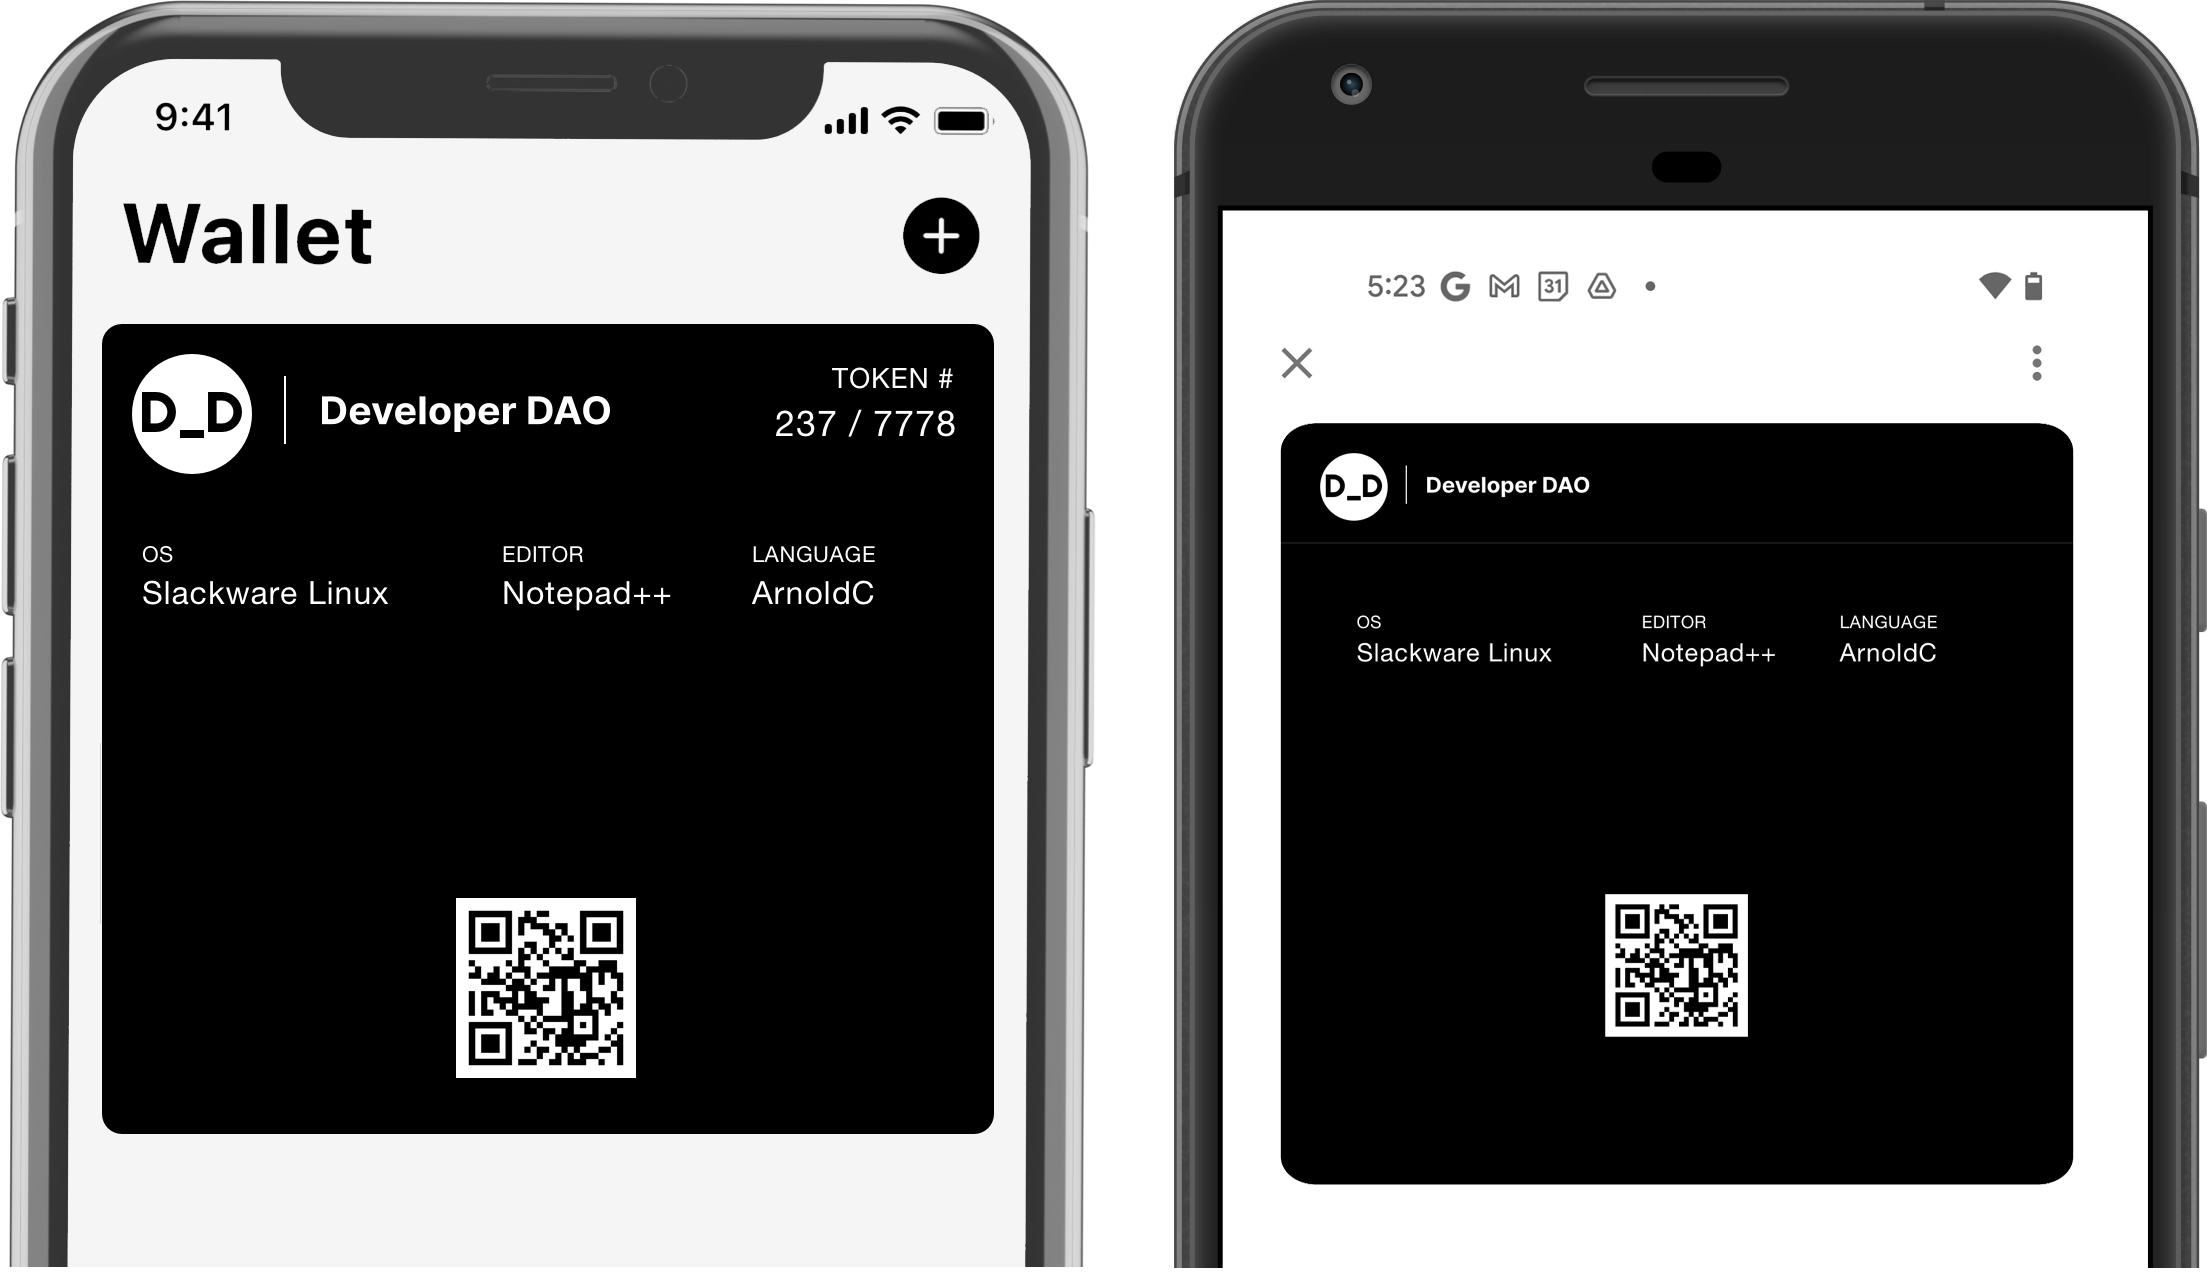 9:41
Wallet
D_D
Developer DAO
TOKEN #
237 / 7778
OS
EDITOR
LANGUAGE
Slackware Linux
Notepad++
ArnoldC
5:23
G
M
31
D_D
Developer DAO
OS
EDITOR
LANGUAGE
Slackware Linux
Notepad++
ArnoldC